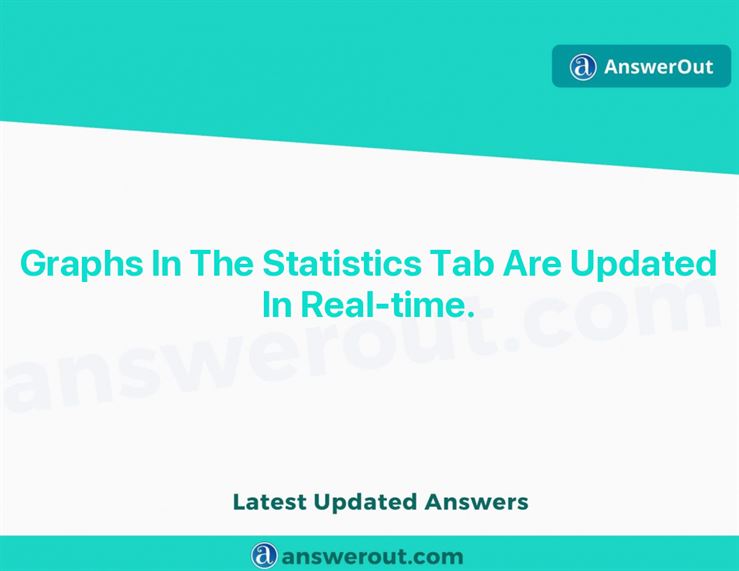 AnswerOut
Graphs In The Statistics Tab Are Updated
In Real-time.
answerout.com
Latest Updated Answers
answerout.com